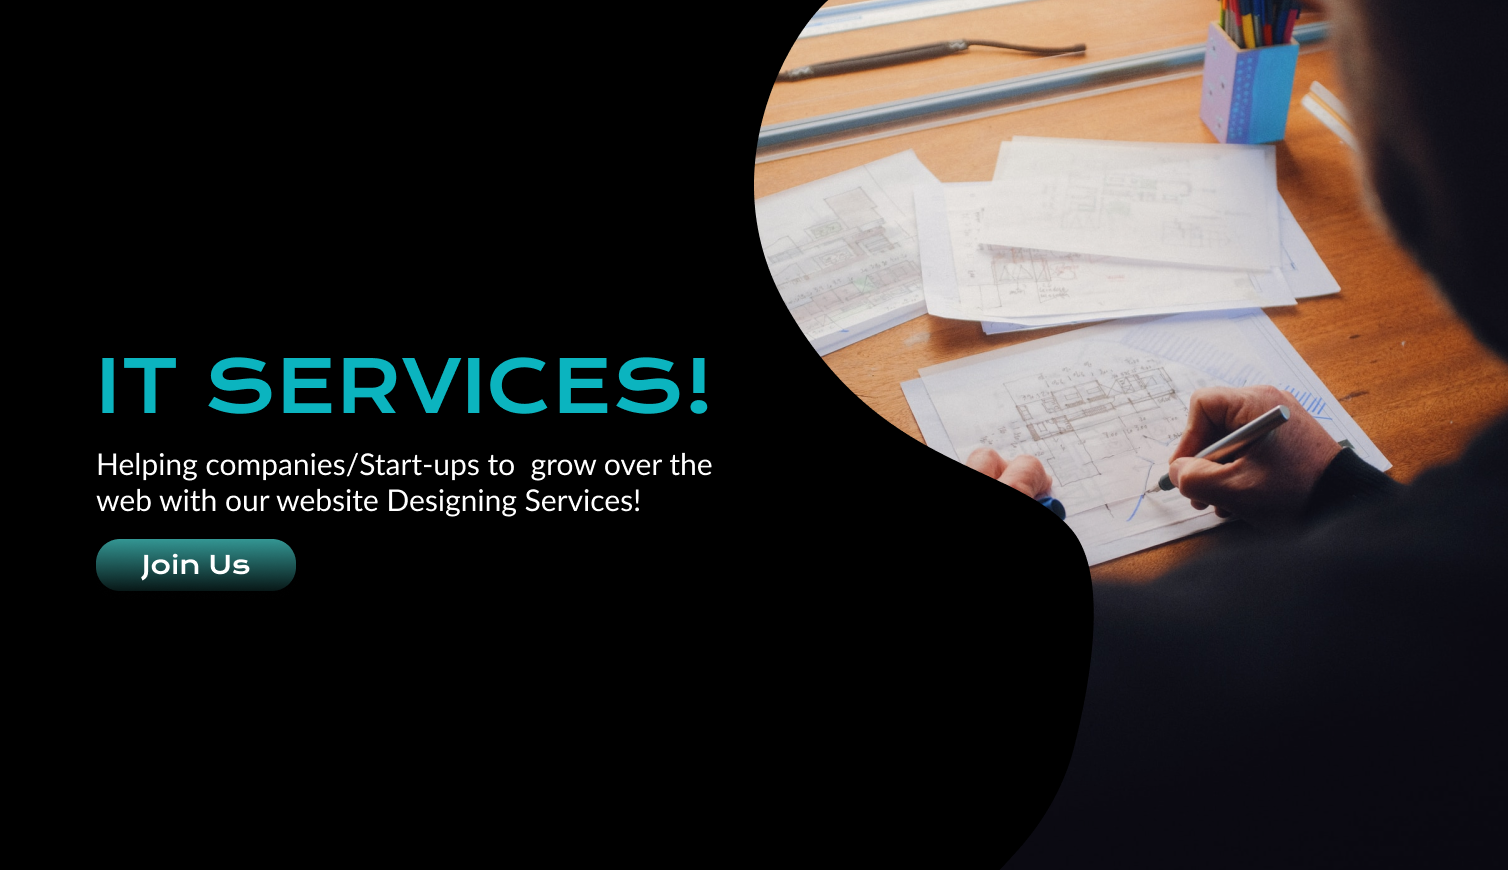 IT SERVICES!
Helping companies/Start-ups to  grow over the
web with our website Designing Services!
Join Us